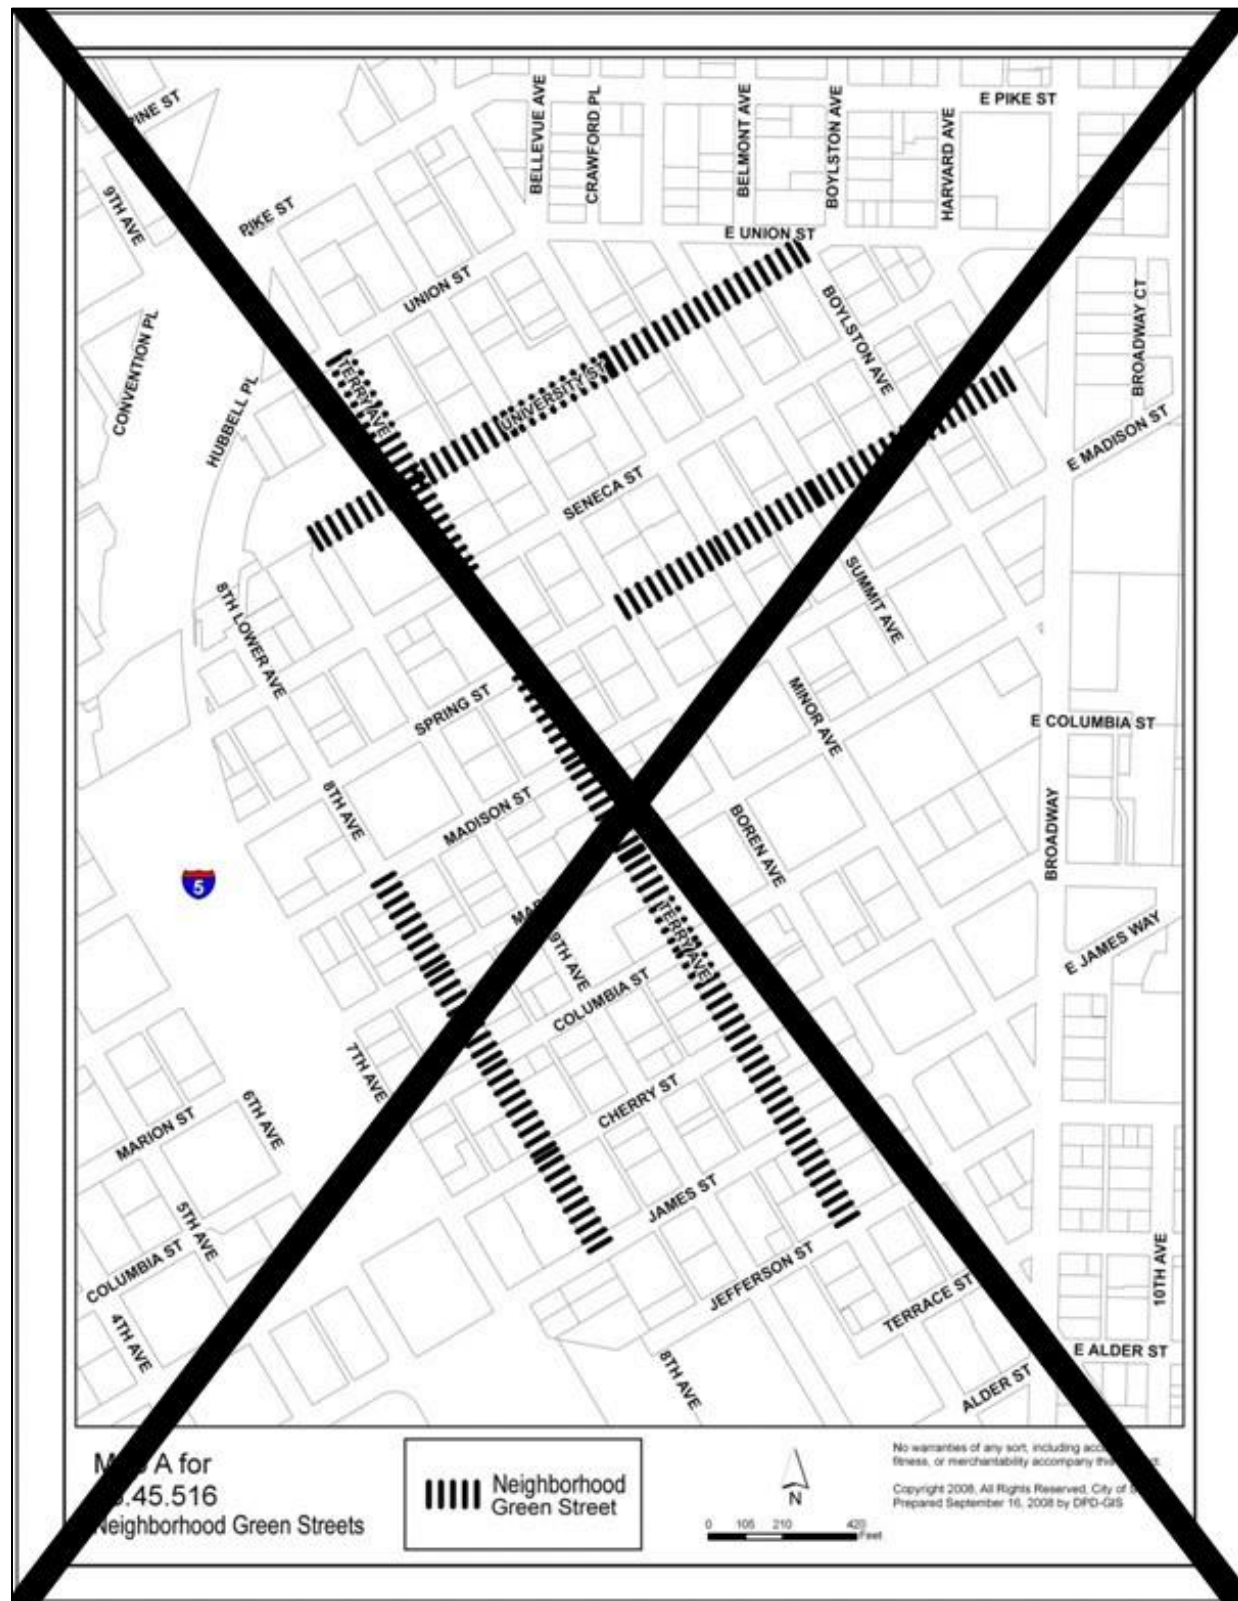 E PIKE ST
PINE ST
BELLEVUE AVE
CRAWFORD PL
BELMONT AVE
BOYLSTON AVE
HARVARD AVE
9TH AVE
PIKE ST
E UNION ST
UNION ST
BOYLSTON AVE
BROADWAY CT
CONVENTION PL
HUBBELL PL
TERRY AVE
UNIVERSITY ST
E MADISON ST
SENECA ST
8TH LOWER AVE
SUMMIT AVE
SPRING ST
MINOR AVE
E COLUMBIA ST
8TH AVE
MADISON ST
BOREN AVE
BROADWAY
5
9TH AVE
TERRY AVE
E JAMES WAY
COLUMBIA ST
7TH AVE
6TH AVE
CHERRY ST
MARION ST
JAMES ST
5TH AVE
COLUMBIA ST
JEFFERSON ST
TERRACE ST
10TH AVE
4TH AVE
8TH AVE
E ALDER ST
ALDER ST
A for
.45.516
Neighborhood Green Streets
Neighborhood
Green Street
N
0 105 210 420
Feet
No warranties of any sort, including
fitness, or merchantability accompany
Copyright 2008, All Rights Reserved, City of
Prepared September 16, 2008 by DPD-GIS